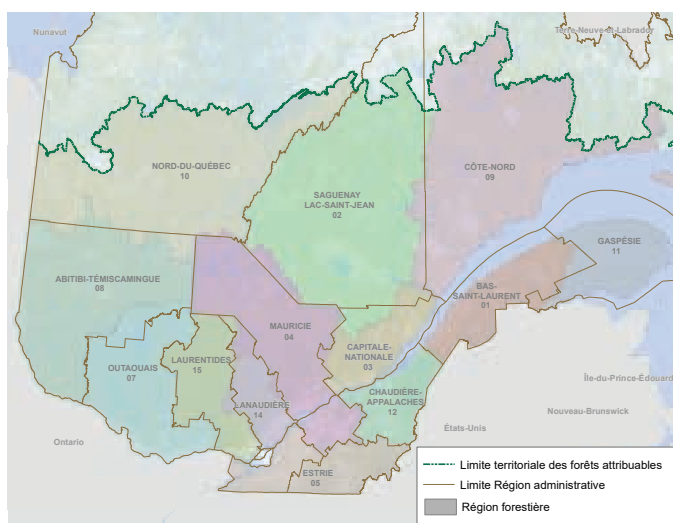 Nunavut
Terre-Neuve-et-Labrador
NORD-DU-QUÉBEC
10
SAGUENAY
LAC-SAINT-JEAN
02
CÔTE-NORD
09
GASPÉSIE
11
ABITIBI-TÉMISCAMINGUE
08
BAS-
SAINT-LAURENT
01
MAURICIE
04
CAPITALE-
NATIONALE
03
OUTAOUAIS
07
LAURENTIDES
15
LANAUDIÈRE
14
CHAUDIÈRE-
APPALACHES
12
Île-du-Prince-Édouard
Nouveau-Brunswick
États-Unis
Ontario
ESTRIE
05
Limite territoriale des forêts attribuables
Limite Région administrative
Région forestière